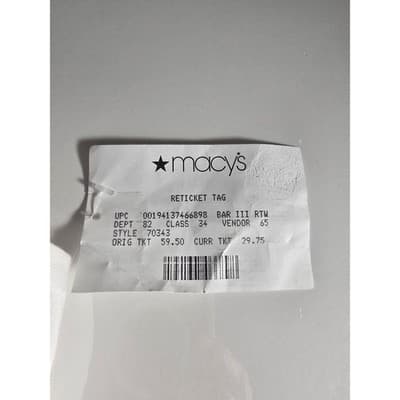 ★macy's
RETICKET TAG
UPC 00194137466898 BAR III RTW
DEPT 82 CLASS 34 VENDOR 65
STYLE 70343
ORIG TKT 59.50 CURR TKT 29.75